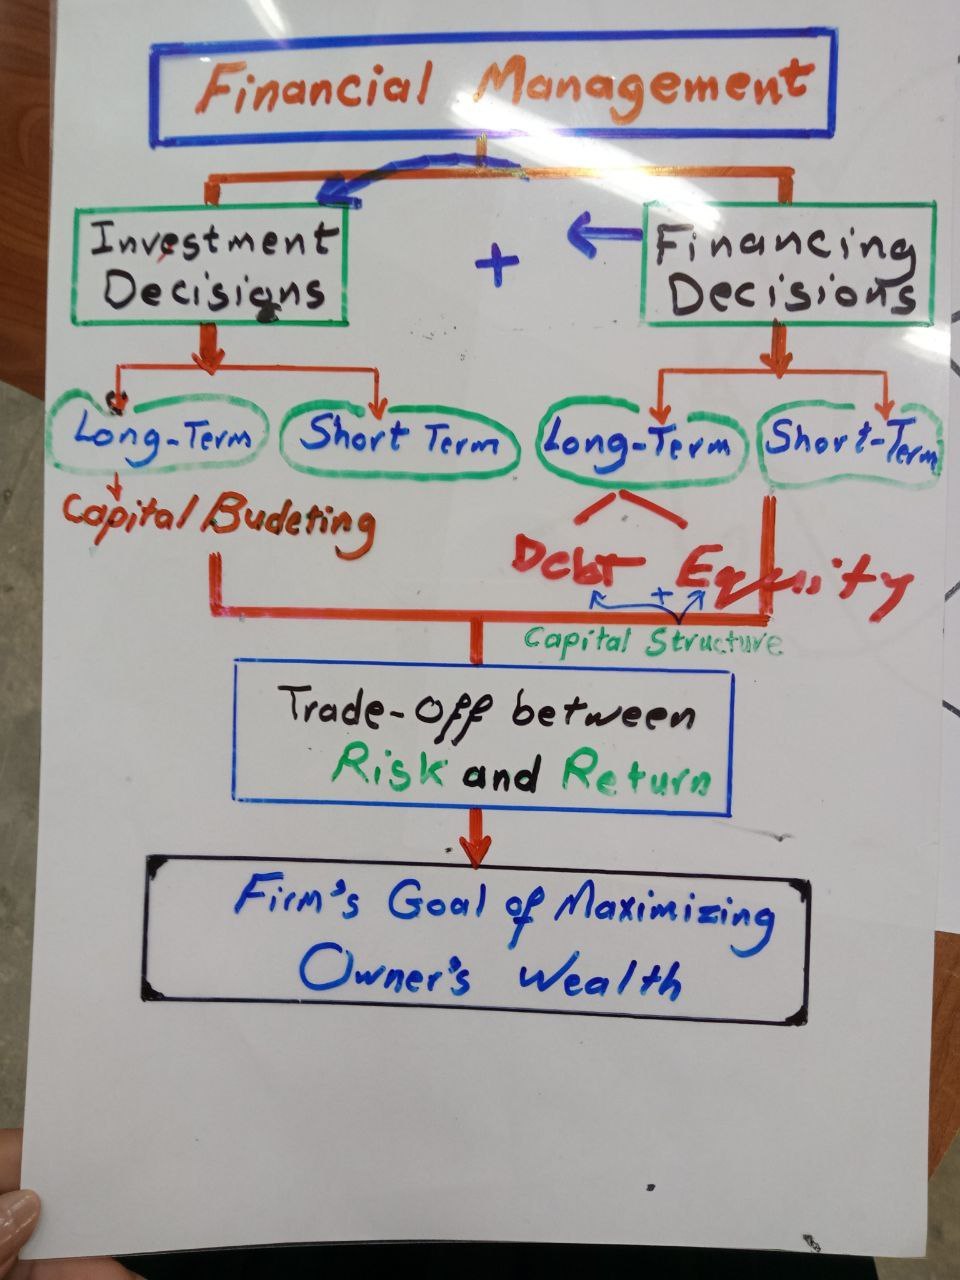 Financial Management
Investment
Decisions
+
Financing
Decisions
Long-Term
Short Term
Long-Term
Short-Term
Capital Budeting
Debt Equity
+
Capital Structure
Trade-Off between
Risk and Return
Firm's Goal of Maximizing
Owner's Wealth